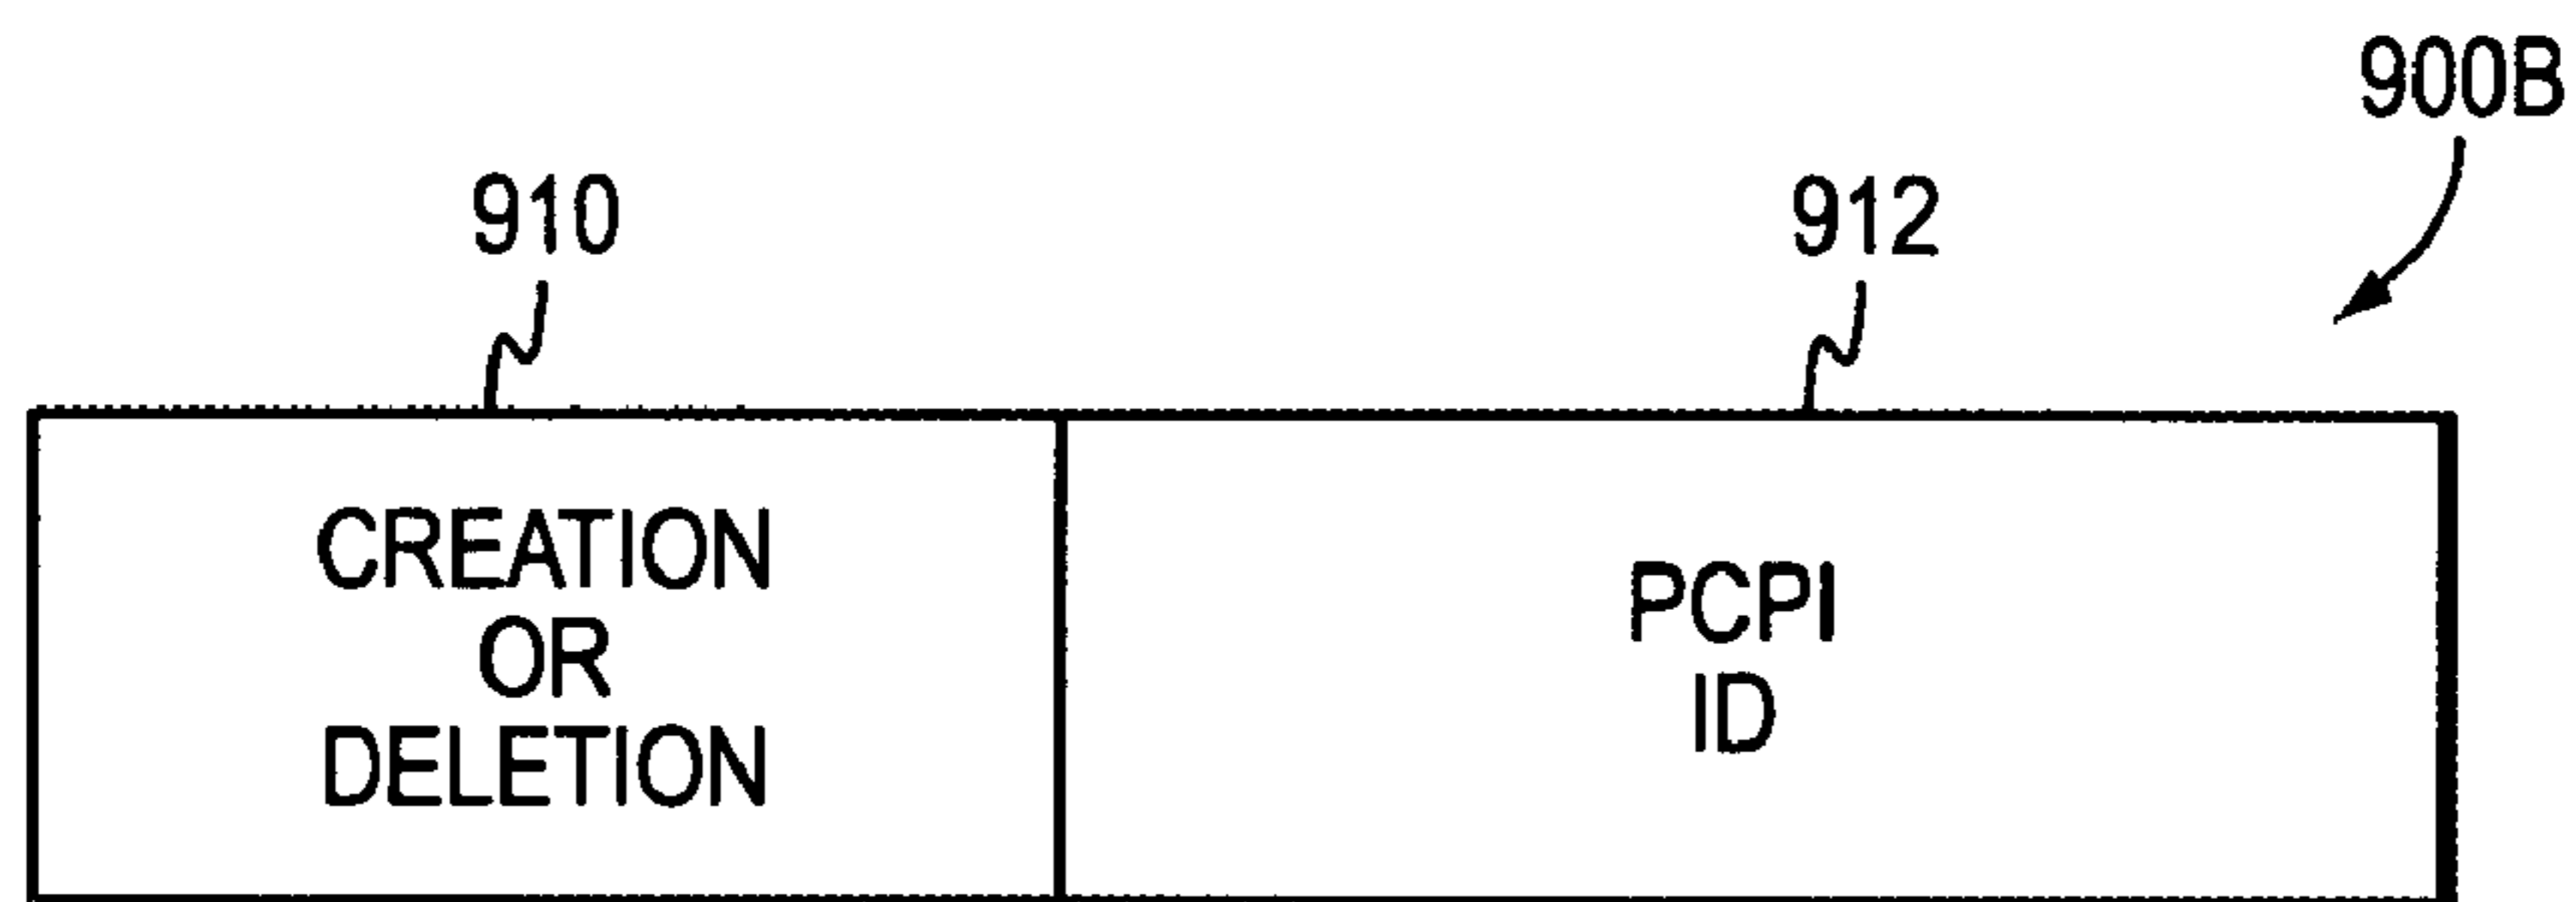 900B
910
912
CREATION
OR
DELETION
PCPI
ID